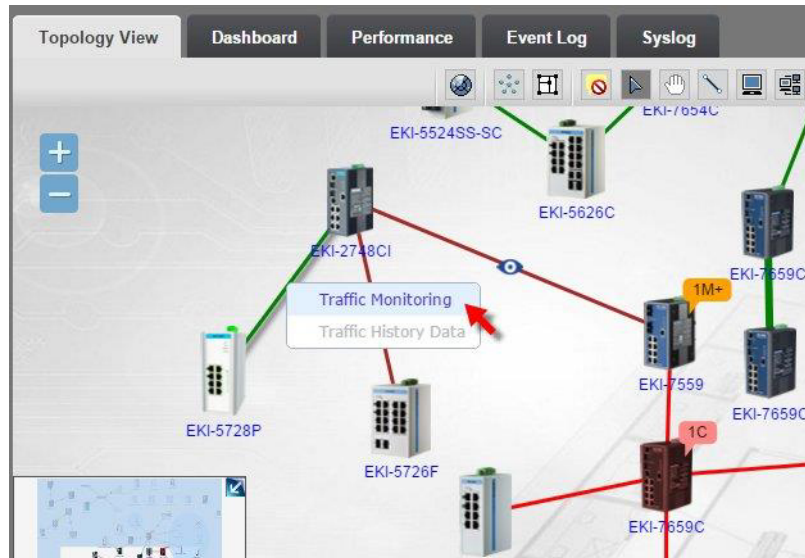 Topology View
Dashboard
Performance
Event Log
Syslog
EKI-7654C
EKI-5524SS-SC
EKI-5626C
EKI-2748CI
EKI-7659C
1M+
Traffic Monitoring
Traffic History Data
EKI-7559
EKI-7659C
EKI-5728P
1C
EKI-5726F
EKI-7659C